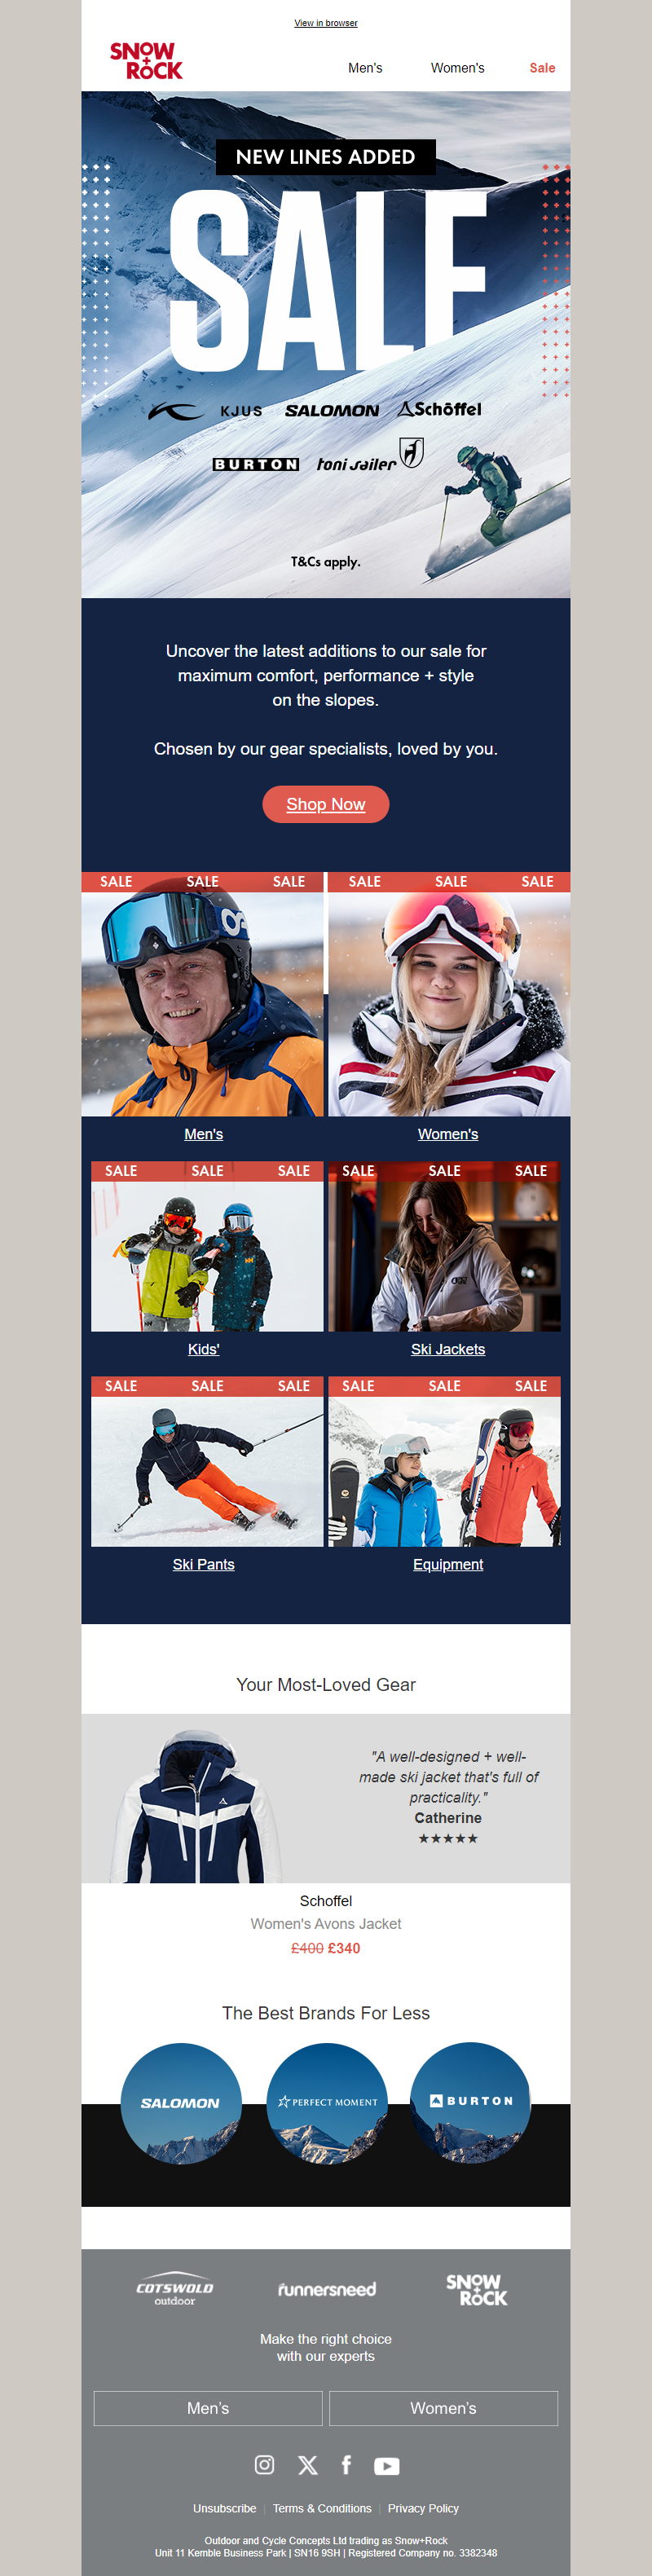 View in browser
SNOW
+
ROCK
Men's Women's Sale
NEW LINES ADDED
SALE
KJUS SALOMON Schöffel
BURTON toni sailer
T&Cs apply.
Uncover the latest additions to our sale for
maximum comfort, performance + style
on the slopes.
Chosen by our gear specialists, loved by you.
Shop Now
SALE SALE SALE SALE SALE SALE
Men's Women's
SALE SALE SALE SALE SALE SALE
HH HH
Kids' Ski Jackets
SALE SALE SALE SALE SALE SALE
Ski Pants Equipment
Your Most-Loved Gear
"A well-designed + well-
made ski jacket that's full of
practicality."
Catherine
★★★★★
Schoffel
Women's Avons Jacket
£400 £340
The Best Brands For Less
SALOMON PERFECT MOMENT BURTON
COTSWOLD
outdoor
runnersneed
SNOW
+
ROCK
Make the right choice
with our experts
Men's Women's
Unsubscribe | Terms & Conditions | Privacy Policy
Outdoor and Cycle Concepts Ltd trading as Snow+Rock
Unit 11 Kemble Business Park | SN16 9SH | Registered Company no. 3382348